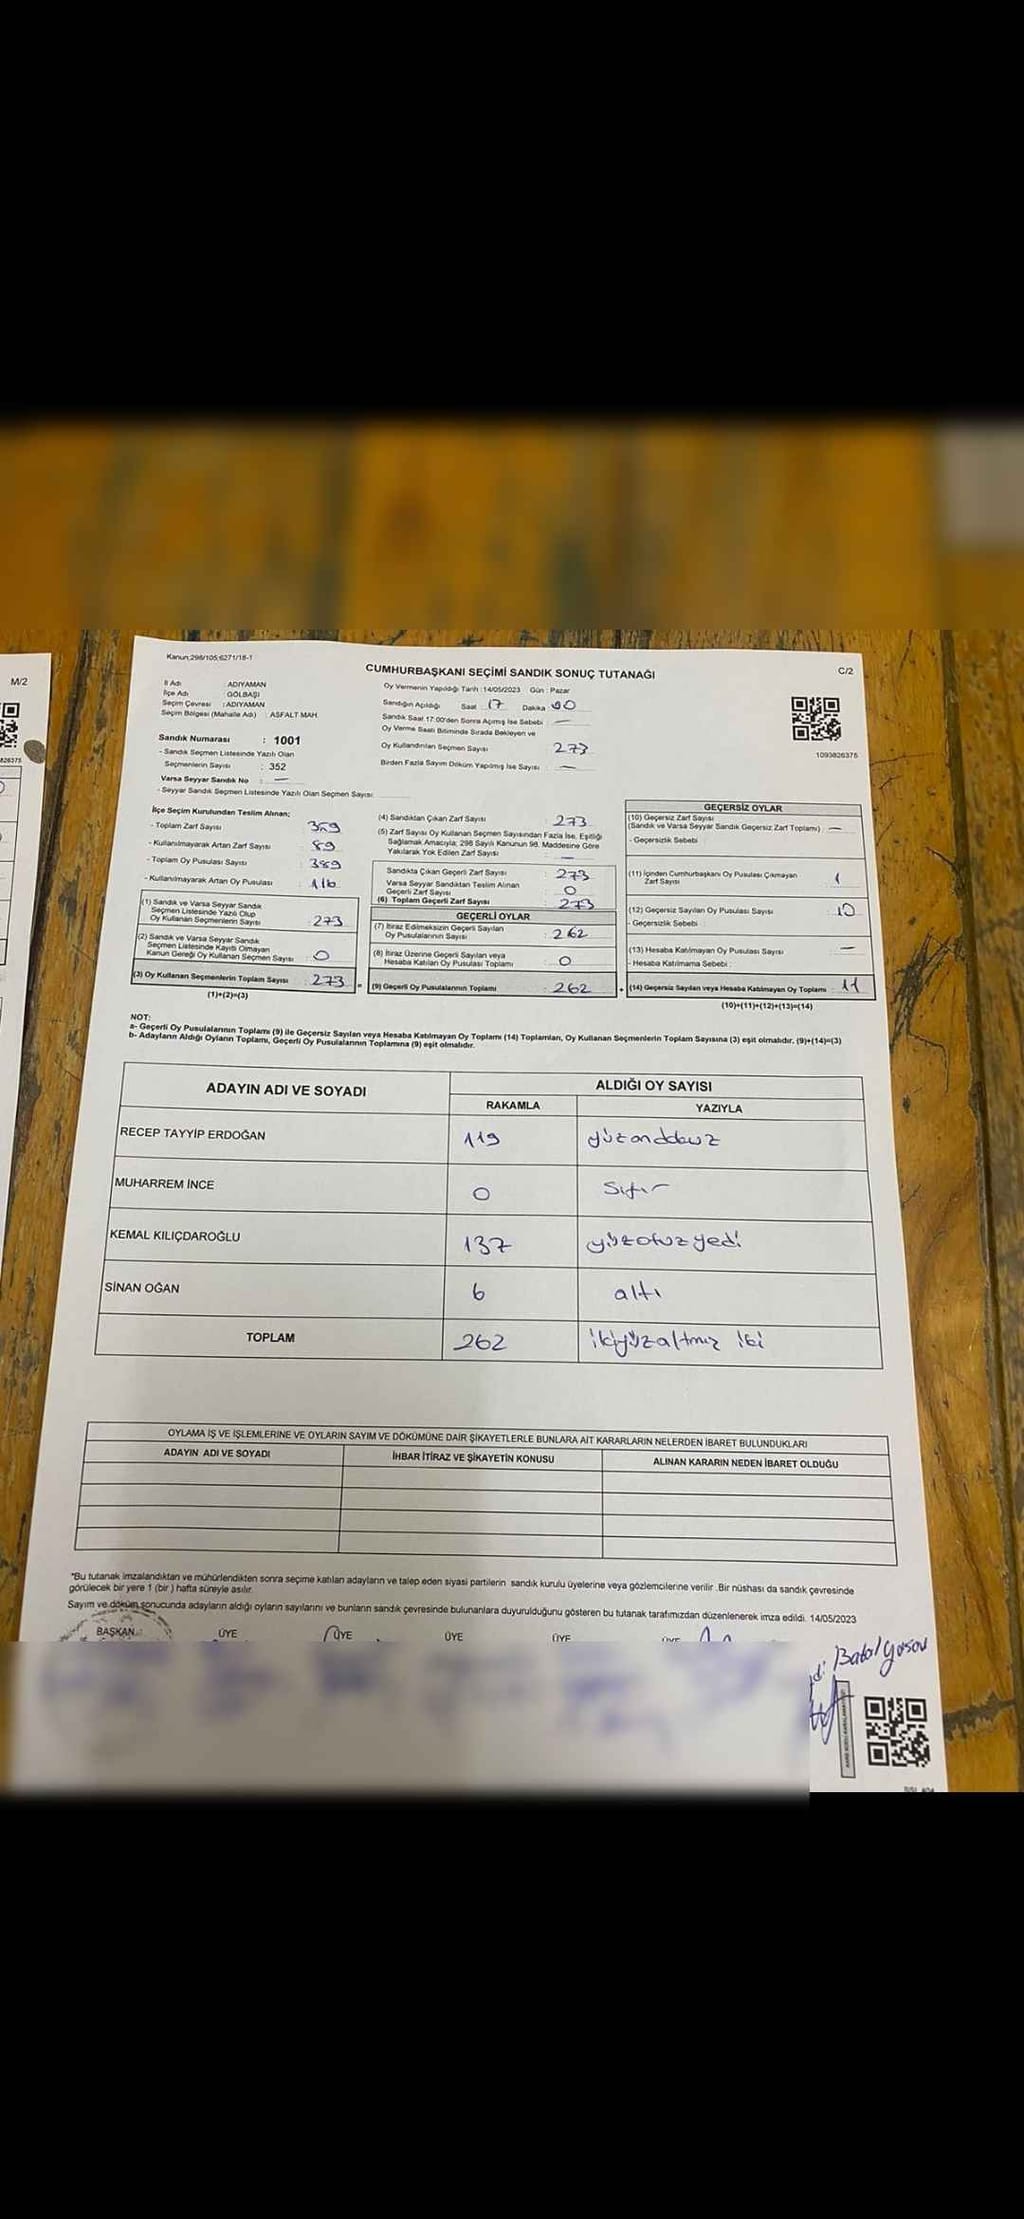 M/2
Kanun;298/105;6271/18-1
C/2
CUMHURBAŞKANI SEÇİMİ SANDIK SONUÇ TUTANAĞI
İl Adı : ADIYAMAN
İlçe Adı : GÖLBAŞI
Seçim Çevresi : ADIYAMAN
Seçim Bölgesi (Mahalle Adı) : ASFALT MAH.
Sandık Numarası : 1001
- Sandık Seçmen Listesinde Yazılı Olan
Seçmenlerin Sayısı : 352
Varsa Seyyar Sandık No : —
- Seyyar Sandık Seçmen Listesinde Yazılı Olan Seçmen Sayısı:
Oy Vermenin Yapıldığı Tarih :14/05/2023 Gün : Pazar
Sandığın Açıldığı Saat 17 Dakika 00
Sandık Saat 17:00'den Sonra Açmış İse Sebebi : —
Oy Verme Saati Bitiminde Sırada Bekleyen ve
Oy Kullandırılan Seçmen Sayısı 273
Birden Fazla Sayım Döküm Yapılmış İse Sayısı : —
1093826375
İlçe Seçim Kurulundan Teslim Alınan;
- Toplam Zarf Sayısı
- Kullanılmayarak Artan Zarf Sayısı : 89
- Toplam Oy Pusulası Sayısı : 389
- Kullanılmayarak Artan Oy Pusulası : 116
(1) Sandık ve Varsa Seyyar Sandık
Seçmen Listesinde Yazılı Olup
Oy Kullanan Seçmenlerin Sayısı : 273
(2) Sandık ve Varsa Seyyar Sandık
Seçmen Listesinde Kayıtlı Olmayan
Kanun Gereği Oy Kullanan Seçmen Sayısı : 0
(3) Oy Kullanan Seçmenlerin Toplam Sayısı : 273 =
(1)+(2)=(3)
(4) Sandıktan Çıkan Zarf Sayısı : 273
(5) Zarf Sayısı Oy Kullanan Seçmen Sayısından Fazla İse, Eşitliği
Sağlamak Amacıyla; 298 Sayılı Kanunun 98. Maddesine Göre
Yakılarak Yok Edilen Zarf Sayısı : —
Sandıkta Çıkan Geçerli Zarf Sayısı : 273
Varsa Seyyar Sandıktan Teslim Alınan
Geçerli Zarf Sayısı : 0
(6) Toplam Geçerli Zarf Sayısı : 273
GEÇERLİ OYLAR
(7) İtiraz Edilmeksizin Geçerli Sayılan
Oy Pusulalarının Sayısı : 262
(8) İtiraz Üzerine Geçerli Sayılan veya
Hesaba Katılan Oy Pusulası Toplamı : 0
(9) Geçerli Oy Pusulalarının Toplamı : 262 +
GEÇERSİZ OYLAR
(10) Geçersiz Zarf Sayısı
(Sandık ve Varsa Seyyar Sandık Geçersiz Zarf Toplamı) : —
- Geçersizlik Sebebi
(11) İçinden Cumhurbaşkanı Oy Pusulası Çıkmayan
Zarf Sayısı : 1
(12) Geçersiz Sayılan Oy Pusulası Sayısı : 10
- Geçersizlik Sebebi
(13) Hesaba Katılmayan Oy Pusulası Sayısı : —
- Hesaba Katılmama Sebebi :
(14) Geçersiz Sayılan veya Hesaba Katılmayan Oy Toplamı : 11
(10)+(11)+(12)+(13)=(14)
NOT:
a- Geçerli Oy Pusulalarının Toplamı (9) ile Geçersiz Sayılan veya Hesaba Katılmayan Oy Toplamı (14) Toplamları, Oy Kullanan Seçmenlerin Toplam Sayısına (3) eşit olmalıdır. (9)+(14)=(3)
b- Adayların Aldığı Oyların Toplamı, Geçerli Oy Pusulalarının Toplamına (9) eşit olmalıdır.
ADAYIN ADI VE SOYADI
ALDIĞI OY SAYISI
RAKAMLA YAZIYLA
RECEP TAYYİP ERDOĞAN 119
MUHARREM İNCE 0 Sıfır
KEMAL KILIÇDAROĞLU 137 yüzotuzyedi
SİNAN OĞAN 6 altı
TOPLAM 262 ikiyüzaltmış iki
OYLAMA İŞ VE İŞLEMLERİNE VE OYLARIN SAYIM VE DÖKÜMÜNE DAİR ŞİKAYETLERLE BUNLARA AİT KARARLARIN NELERDEN İBARET BULUNDUKLARI
ADAYIN ADI VE SOYADI İHBAR İTİRAZ VE ŞİKAYETİN KONUSU ALINAN KARARIN NEDEN İBARET OLDUĞU
*Bu tutanak imzalandıktan ve mühürlendikten sonra seçime katılan adayların ve talep eden siyasi partilerin sandık kurulu üyelerine veya gözlemcilerine verilir .Bir nüshası da sandık çevresinde
görülecek bir yere 1 (bir ) hafta süreyle asılır.
Sayım ve döküm sonucunda adayların aldığı oyların sayılarını ve bunların sandık çevresinde bulunanlara duyurulduğunu gösteren bu tutanak tarafımızdan düzenlenerek imza edildi. 14/05/2023
BAŞKAN ÜYE ÜYE ÜYE ÜYE ÜYE